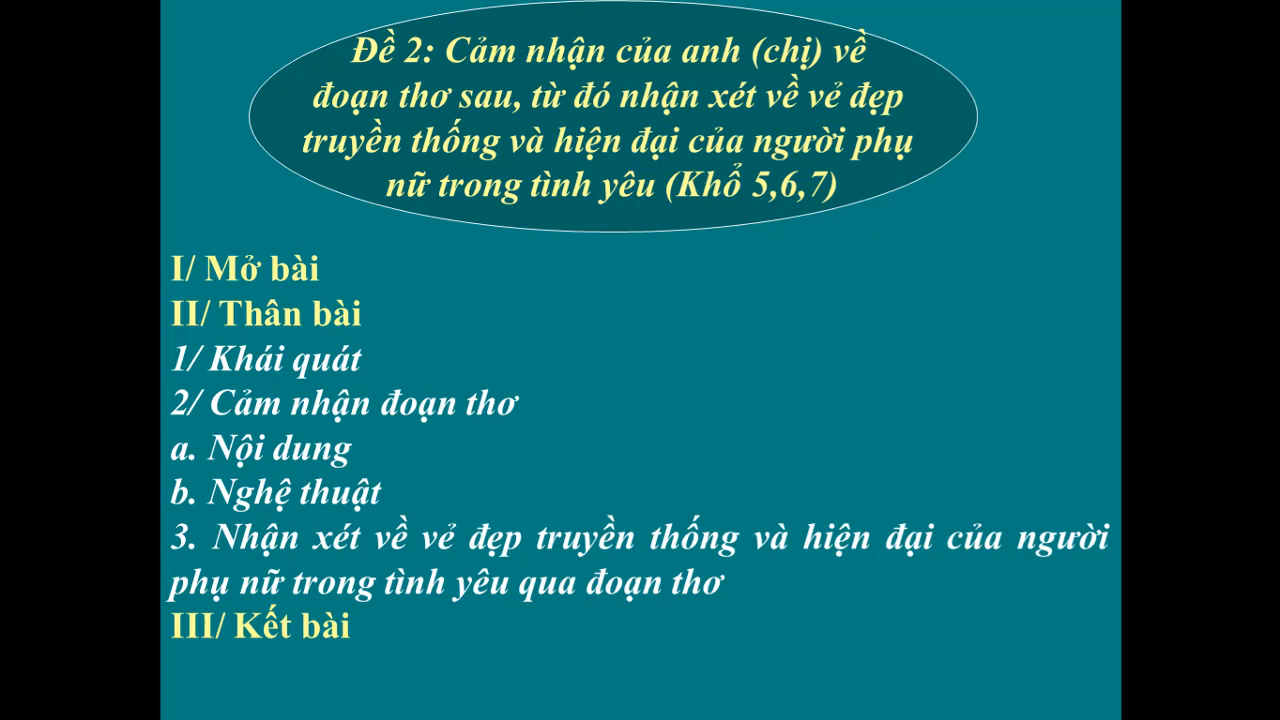 Đề 2: Cảm nhận của anh (chị) về
đoạn thơ sau, từ đó nhận xét về vẻ đẹp
truyền thống và hiện đại của người phụ
nữ trong tình yêu (Khổ 5,6,7)
I/ Mở bài
II/ Thân bài
1/ Khái quát
2/ Cảm nhận đoạn thơ
a. Nội dung
b. Nghệ thuật
3. Nhận xét về vẻ đẹp truyền thống và hiện đại của người
phụ nữ trong tình yêu qua đoạn thơ
III/ Kết bài